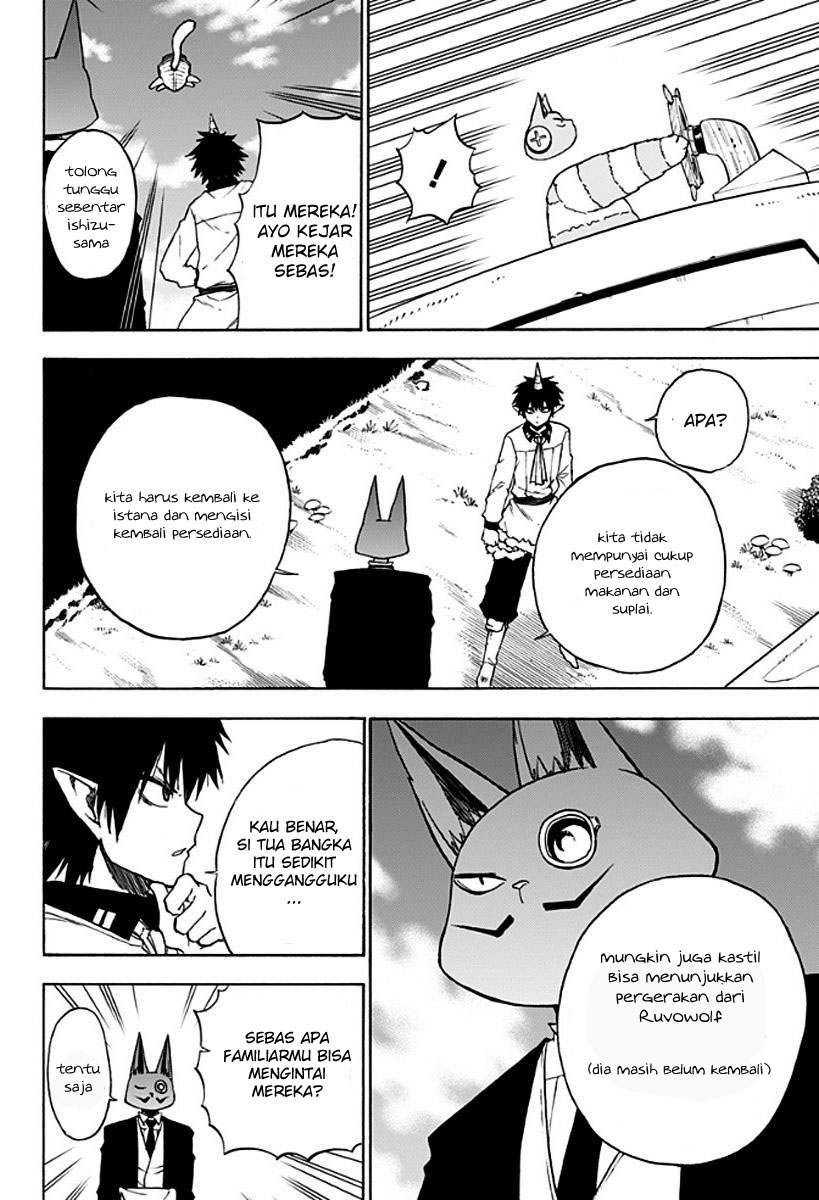 !
ITU MEREKA!
AYO KEJAR
MEREKA
SEBAS!
tolong
tunggu
sebentar
ishizu-
sama
APA?
kita tidak
mempunyai cukup
persediaan
makanan dan
suplai.
kita harus kembali ke
istana dan mengisi
kembali persediaan.
mungkin juga kastil
bisa menunjukkan
pergerakan dari
Ruvowolf
(dia masih belum kembali)
KAU BENAR,
SI TUA BANGKA
ITU SEDIKIT
MENGGANGGUKU
...
SEBAS APA
FAMILIARMU BISA
MENGINTAI
MEREKA?
tentu
saja